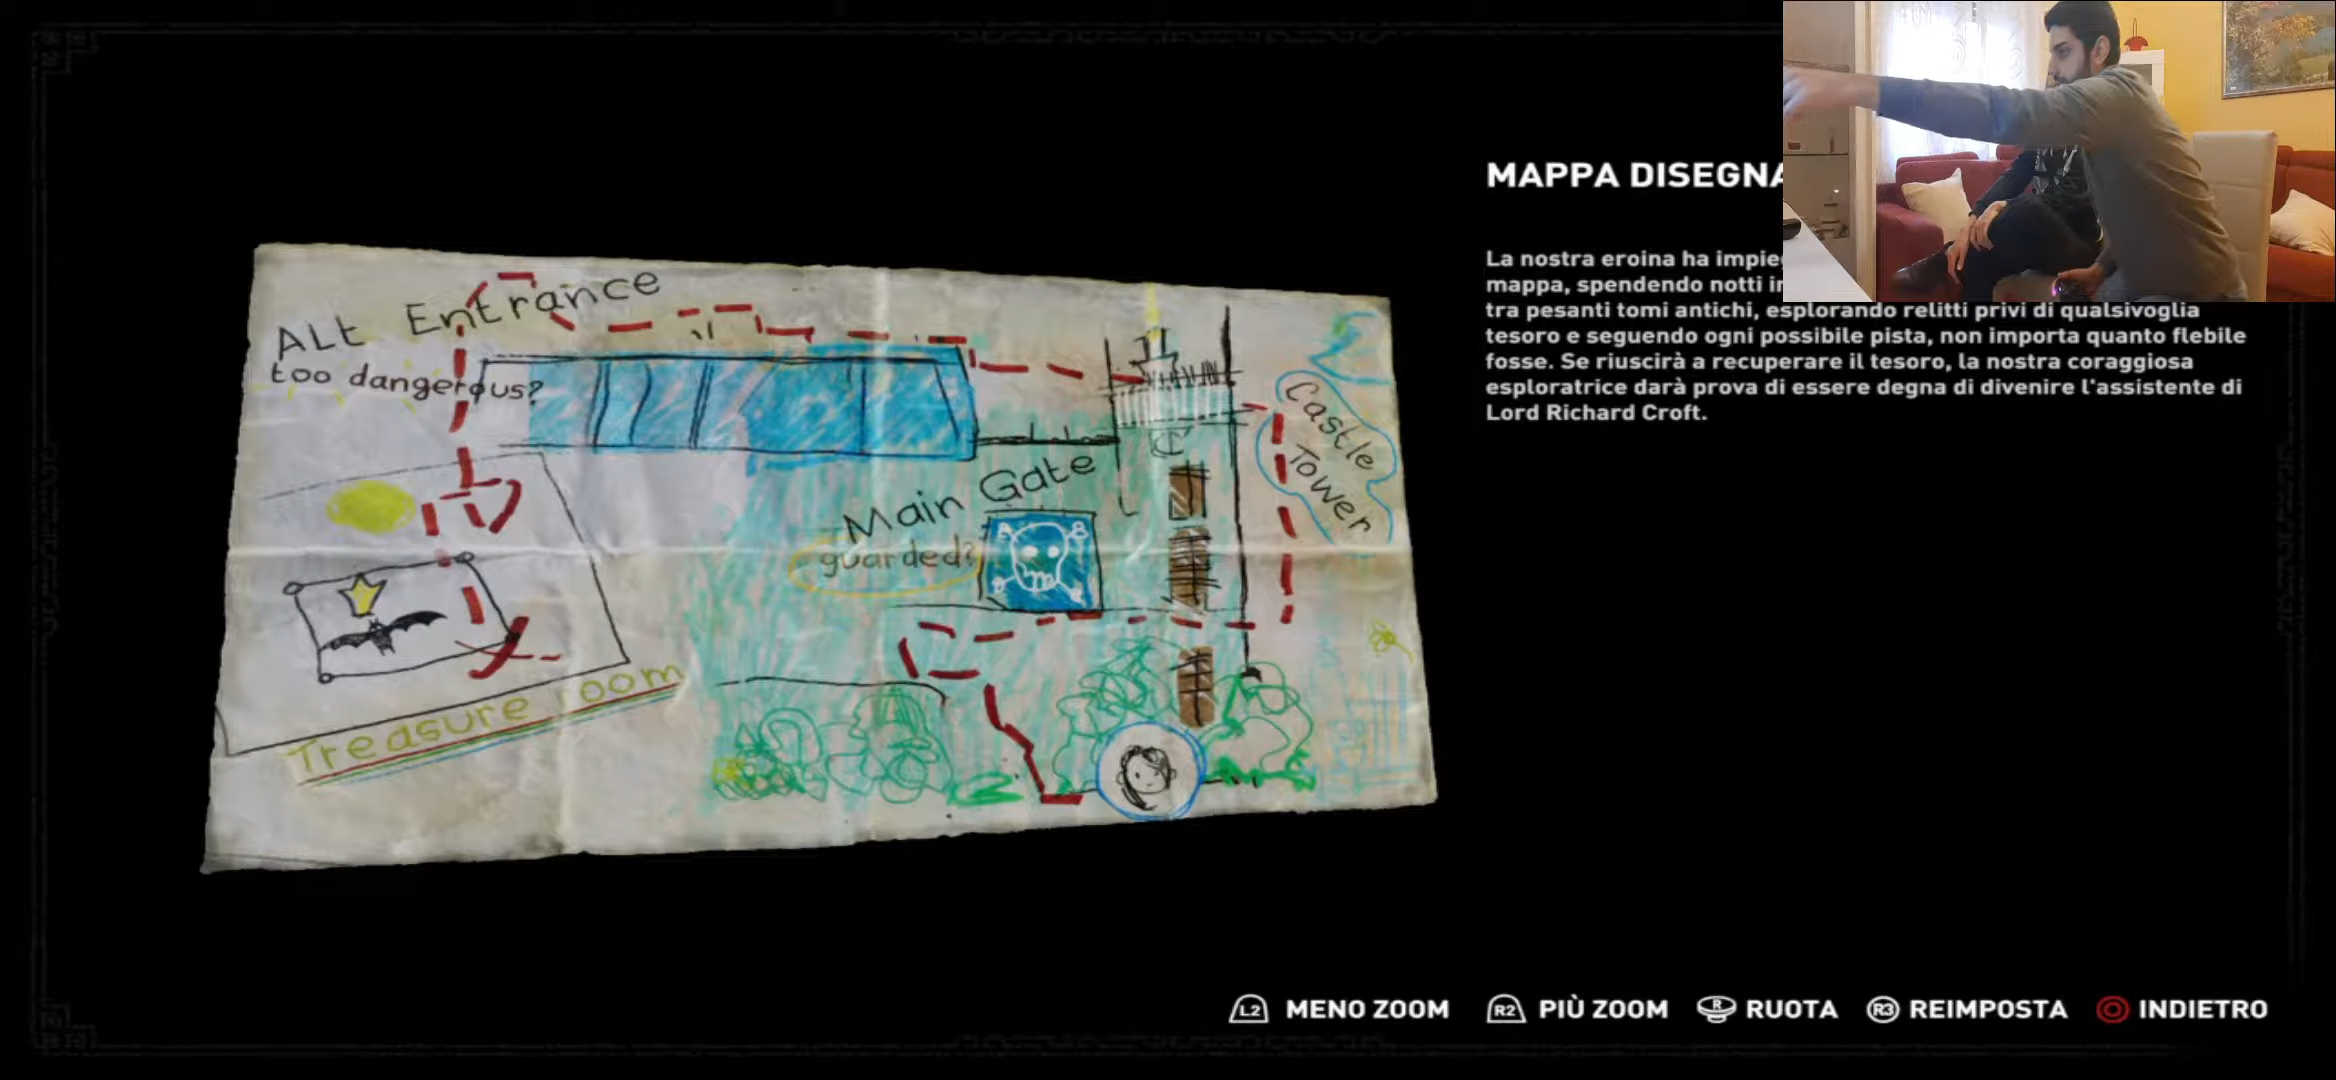 MAPPA DISEGNA
La nostra eroina ha
mappa, spendendo notti
tra pesanti tomi antichi, esplorando relitti privi di qualsivoglia
tesoro e seguendo ogni possibile pista, non importa quanto flebile
fosse. Se riuscirà a recuperare il tesoro, la nostra coraggiosa
esploratrice darà prova di essere degna di divenire l'assistente di
Lord Richard Croft.
ALt Entrance
too dangerous?
Castle
Tower
Main Gate
guarded?
Treasure room
L2 MENO ZOOM R2 PIÙ ZOOM R RUOTA R3 REIMPOSTA INDIETRO